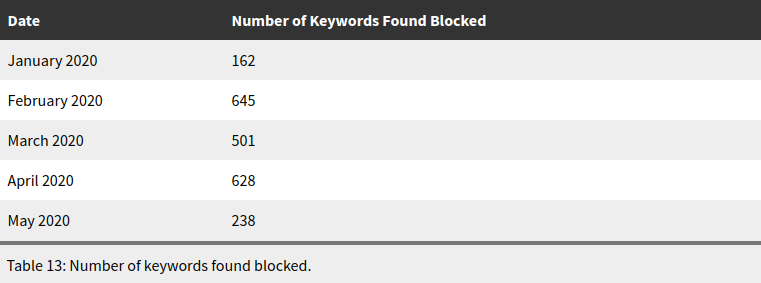 Date Number of Keywords Found Blocked
January 2020 162
February 2020 645
March 2020 501
April 2020 628
May 2020 238
Table 13: Number of keywords found blocked.